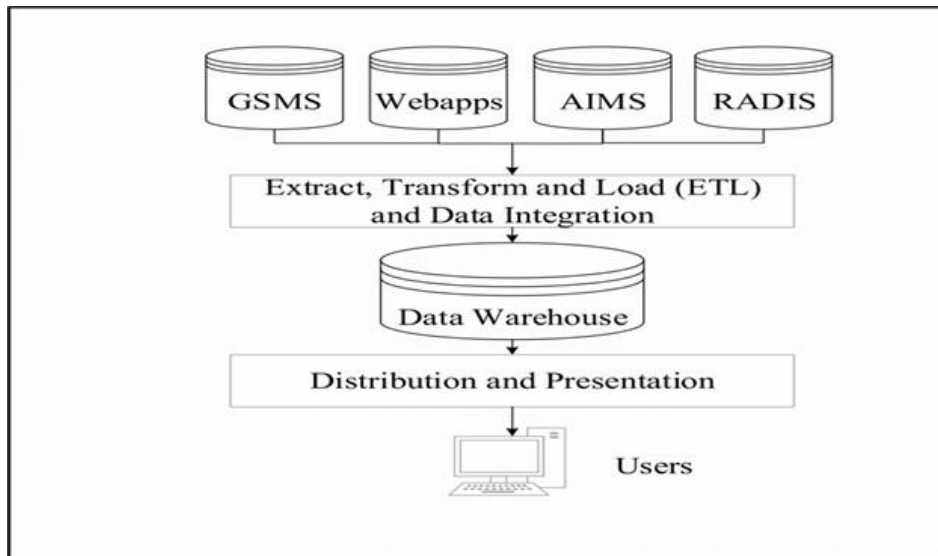 GSMS
Webapps
AIMS
RADIS
Extract, Transform and Load (ETL)
and Data Integration
Data Warehouse
Distribution and Presentation
Users